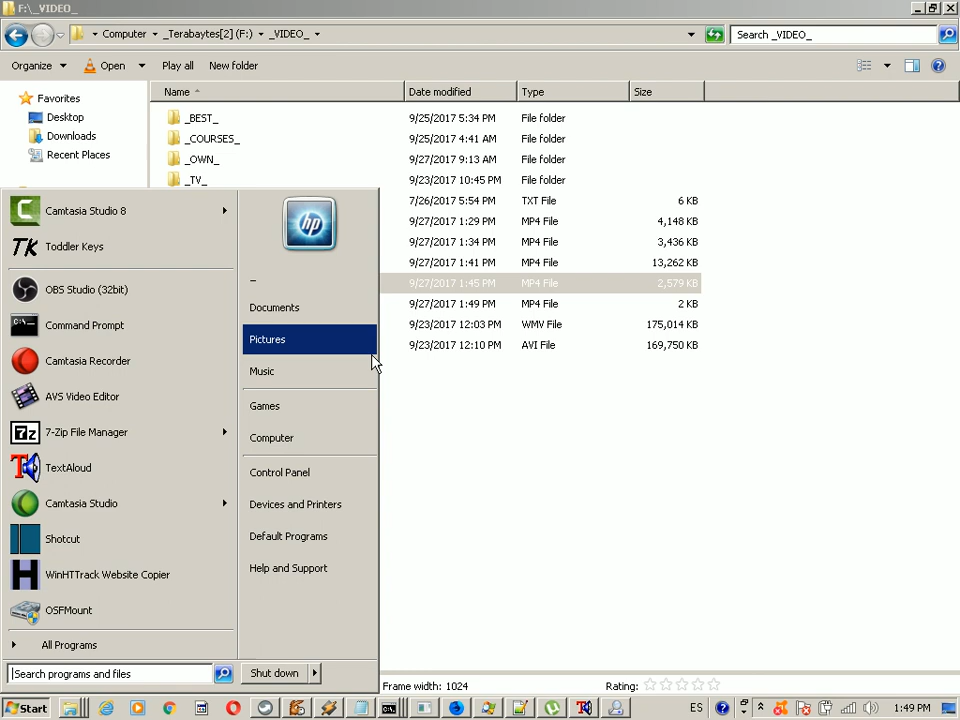 F:\_VIDEO_
Computer _Terabaytes[2] (F:) _VIDEO_
Search _VIDEO_
Organize Open Play all New folder
Name Date modified Type Size
Favorites
Desktop
Downloads
Recent Places
_BEST_ 9/25/2017 5:34 PM File folder
_COURSES_ 9/25/2017 4:41 AM File folder
_OWN_ 9/27/2017 9:13 AM File folder
_TV_ 9/23/2017 10:45 PM File folder
7/26/2017 5:54 PM TXT File 6 KB
9/27/2017 1:29 PM MP4 File 4,148 KB
9/27/2017 1:34 PM MP4 File 3,436 KB
9/27/2017 1:41 PM MP4 File 13,262 KB
9/27/2017 1:45 PM MP4 File 2,579 KB
9/27/2017 1:49 PM MP4 File 2 KB
9/23/2017 12:03 PM WMV File 175,014 KB
9/23/2017 12:10 PM AVI File 169,750 KB
Camtasia Studio 8
TK Toddler Keys
OBS Studio (32bit)
Command Prompt
Camtasia Recorder
AVS Video Editor
7z 7-Zip File Manager
TextAloud
Camtasia Studio
Shotcut
H WinHTTrack Website Copier
OSFMount
All Programs
Search programs and files
hp
_
Documents
Pictures
Music
Games
Computer
Control Panel
Devices and Printers
Default Programs
Help and Support
Shut down
Frame width: 1024 Rating:
Start ES 1:49 PM